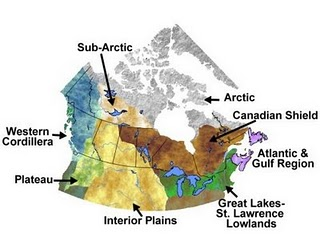 Sub-Arctic
Arctic
Canadian Shield
Western
Cordillera
Atlantic &
Gulf Region
Plateau
Interior Plains
Great Lakes-
St. Lawrence
Lowlands